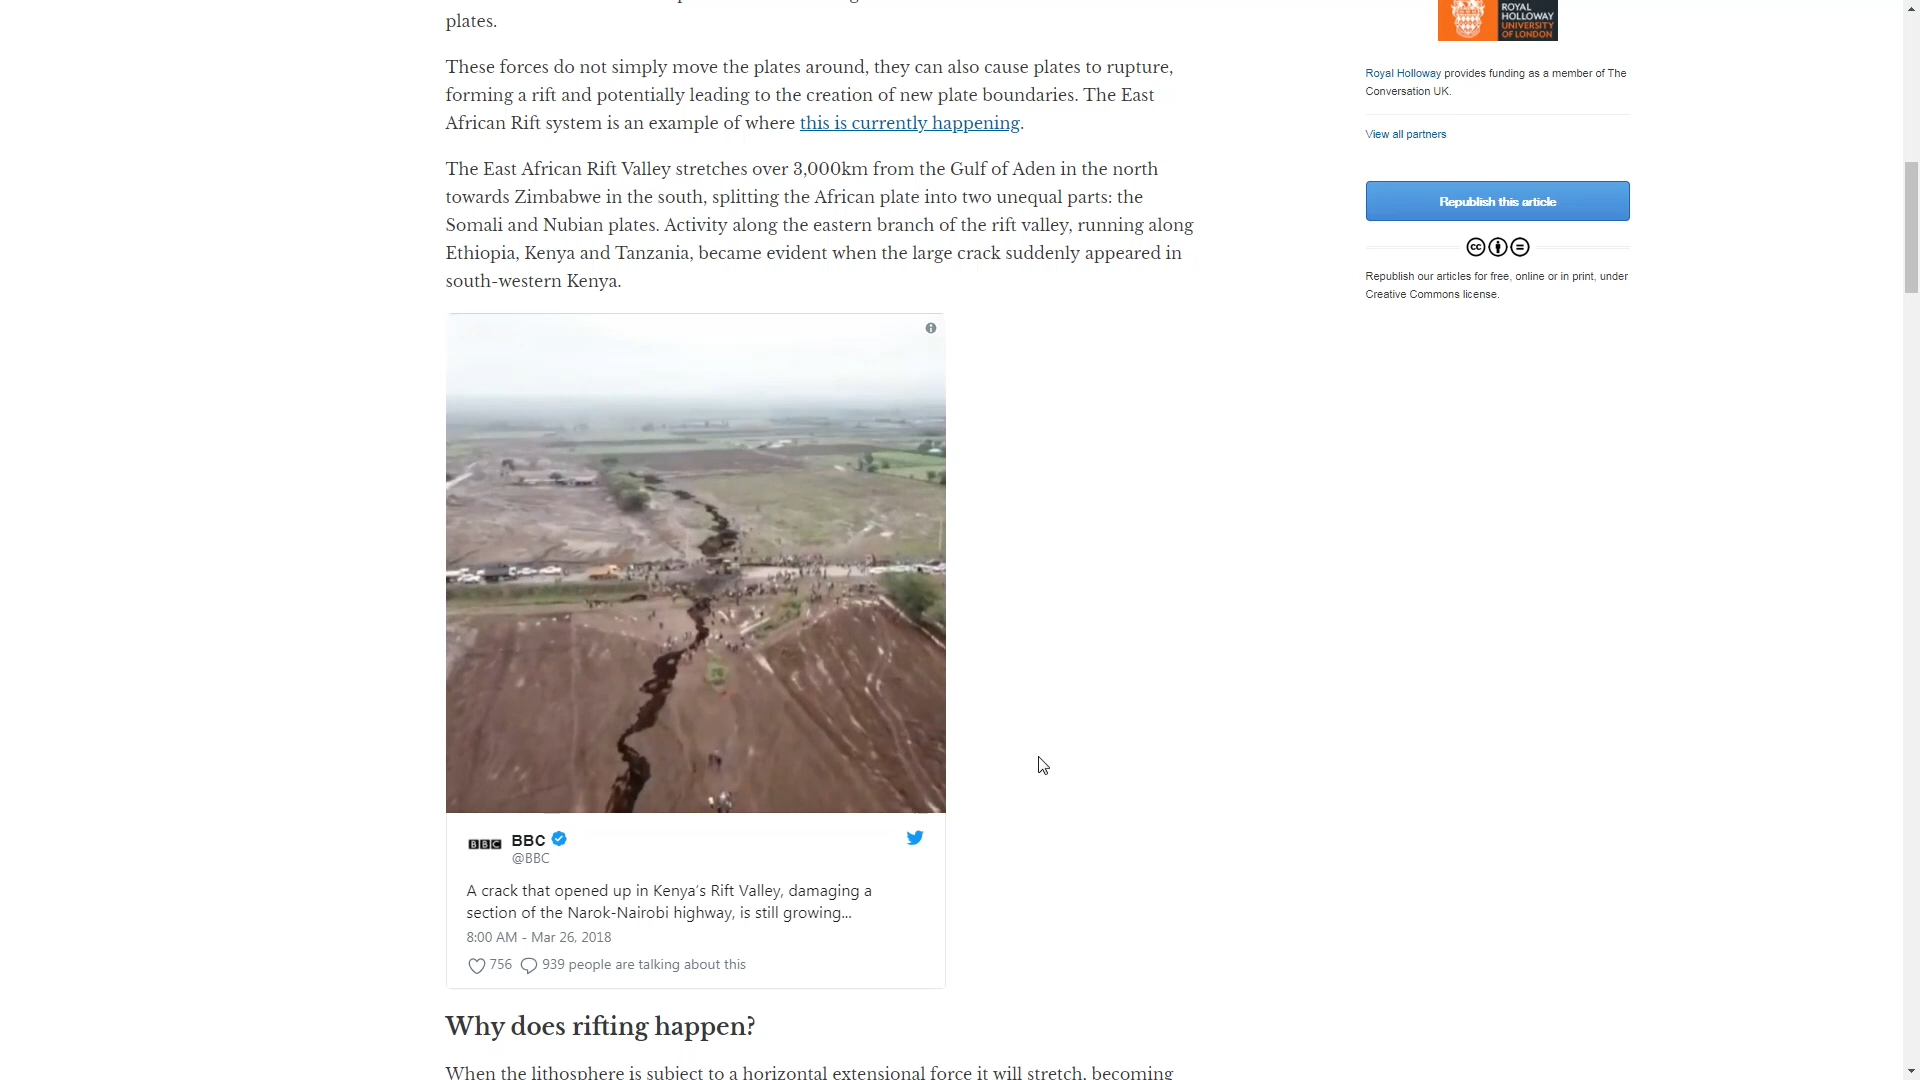 plates.
These forces do not simply move the plates around, they can also cause plates to rupture,
forming a rift and potentially leading to the creation of new plate boundaries. The East
African Rift system is an example of where this is currently happening.
The East African Rift Valley stretches over 3,000km from the Gulf of Aden in the north
towards Zimbabwe in the south, splitting the African plate into two unequal parts: the
Somali and Nubian plates. Activity along the eastern branch of the rift valley, running along
Ethiopia, Kenya and Tanzania, became evident when the large crack suddenly appeared in
south-western Kenya.
BBC
BBC
@BBC
A crack that opened up in Kenya's Rift Valley, damaging a
section of the Narok-Nairobi highway, is still growing...
8:00 AM - Mar 26, 2018
756 939 people are talking about this
Why does rifting happen?
When the lithosphere is subject to a horizontal extensional force it will stretch, becoming
ROYAL
HOLLOWAY
UNIVERSITY
OF LONDON
Royal Holloway provides funding as a member of The
Conversation UK.
View all partners
Republish this article
cc
Republish our articles for free, online or in print, under
Creative Commons license.